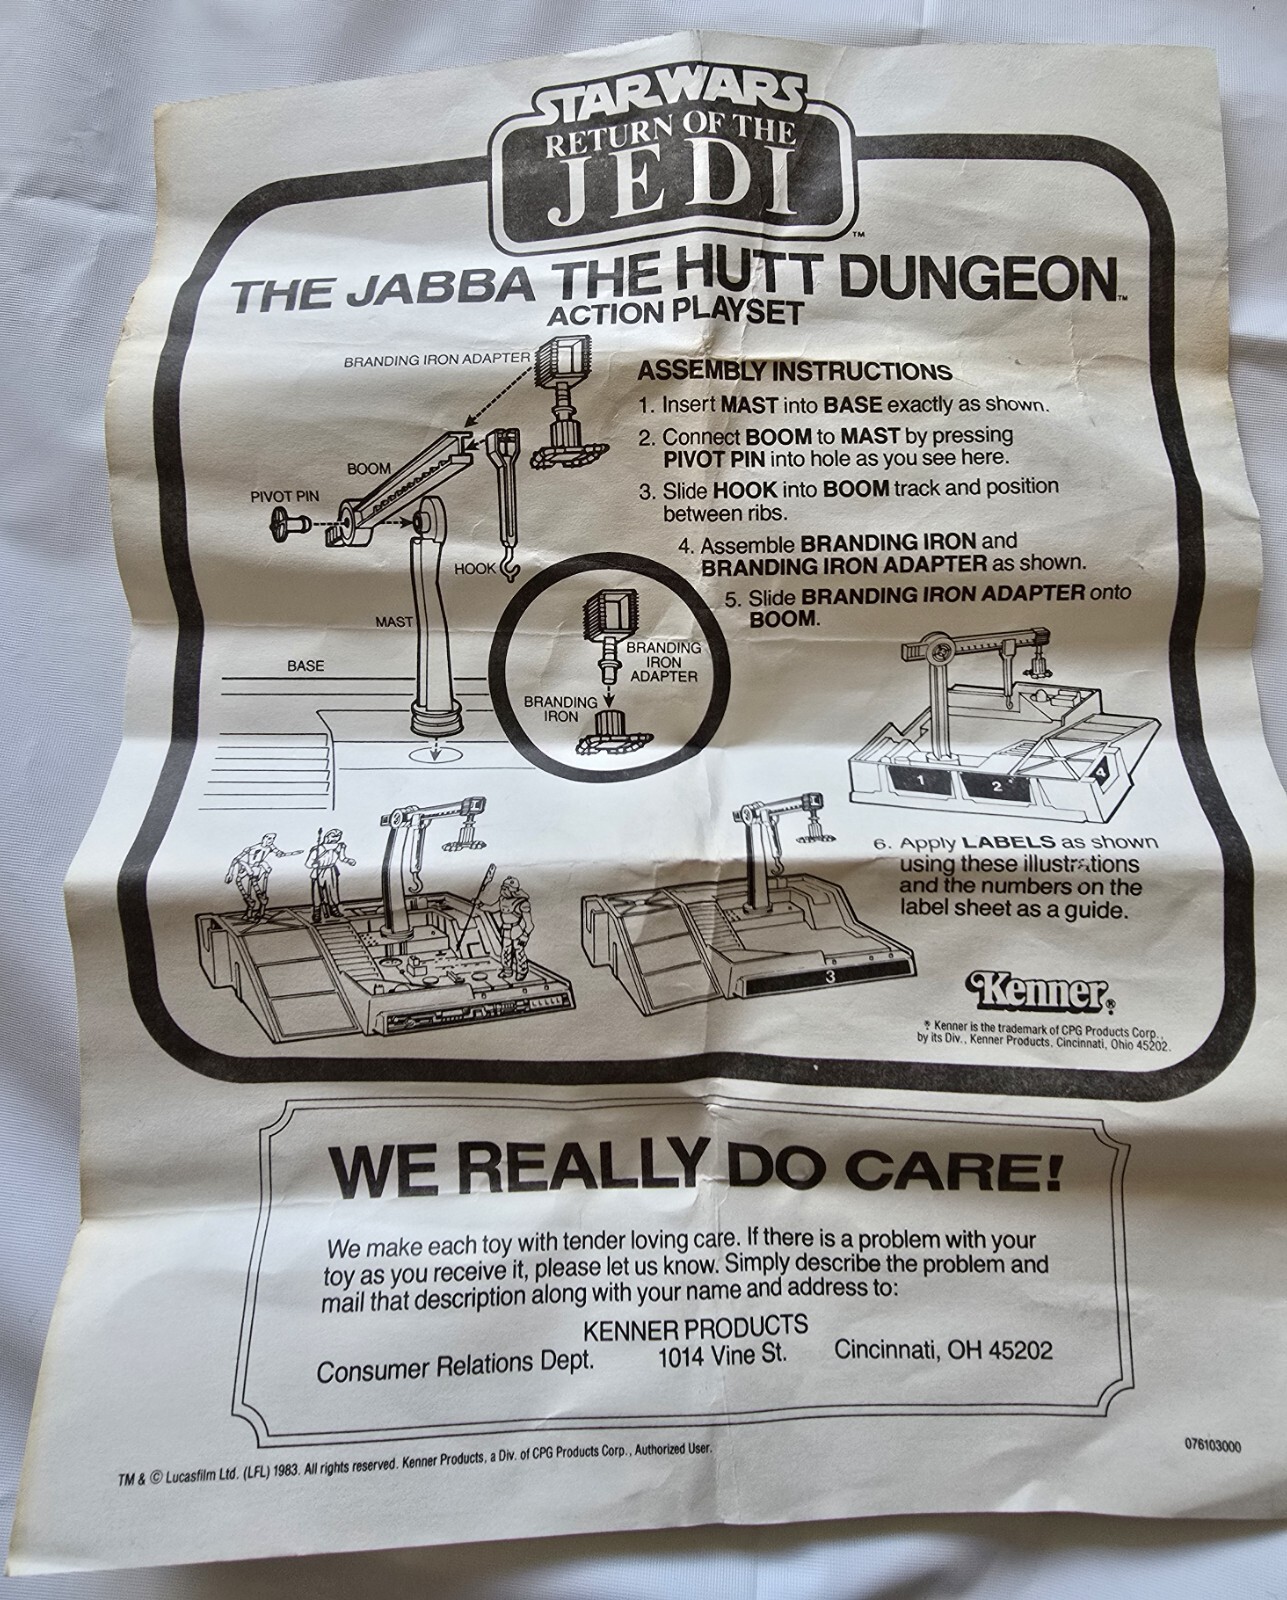 STAR WARS
RETURN OF THE
JEDI
TM
THE JABBA THE HUTT DUNGEON TM
ACTION PLAYSET
BRANDING IRON ADAPTER
BOOM
PIVOT PIN
HOOK
MAST
BASE
BRANDING
IRON
ADAPTER
BRANDING
IRON
ASSEMBLY INSTRUCTIONS
1. Insert MAST into BASE exactly as shown.
2. Connect BOOM to MAST by pressing
PIVOT PIN into hole as you see here.
3. Slide HOOK into BOOM track and position
between ribs.
4. Assemble BRANDING IRON and
BRANDING IRON ADAPTER as shown.
5. Slide BRANDING IRON ADAPTER onto
BOOM.
1
2
4
3
6. Apply LABELS as shown
using these illustrations
and the numbers on the
label sheet as a guide.
Kenner®
® Kenner is the trademark of CPG Products Corp.,
by its Div., Kenner Products, Cincinnati, Ohio 45202.
WE REALLY DO CARE!
We make each toy with tender loving care. If there is a problem with your
toy as you receive it, please let us know. Simply describe the problem and
mail that description along with your name and address to:
KENNER PRODUCTS
Consumer Relations Dept. 1014 Vine St. Cincinnati, OH 45202
TM & © Lucasfilm Ltd. (LFL) 1983. All rights reserved. Kenner Products, a Div. of CPG Products Corp., Authorized User.
076103000